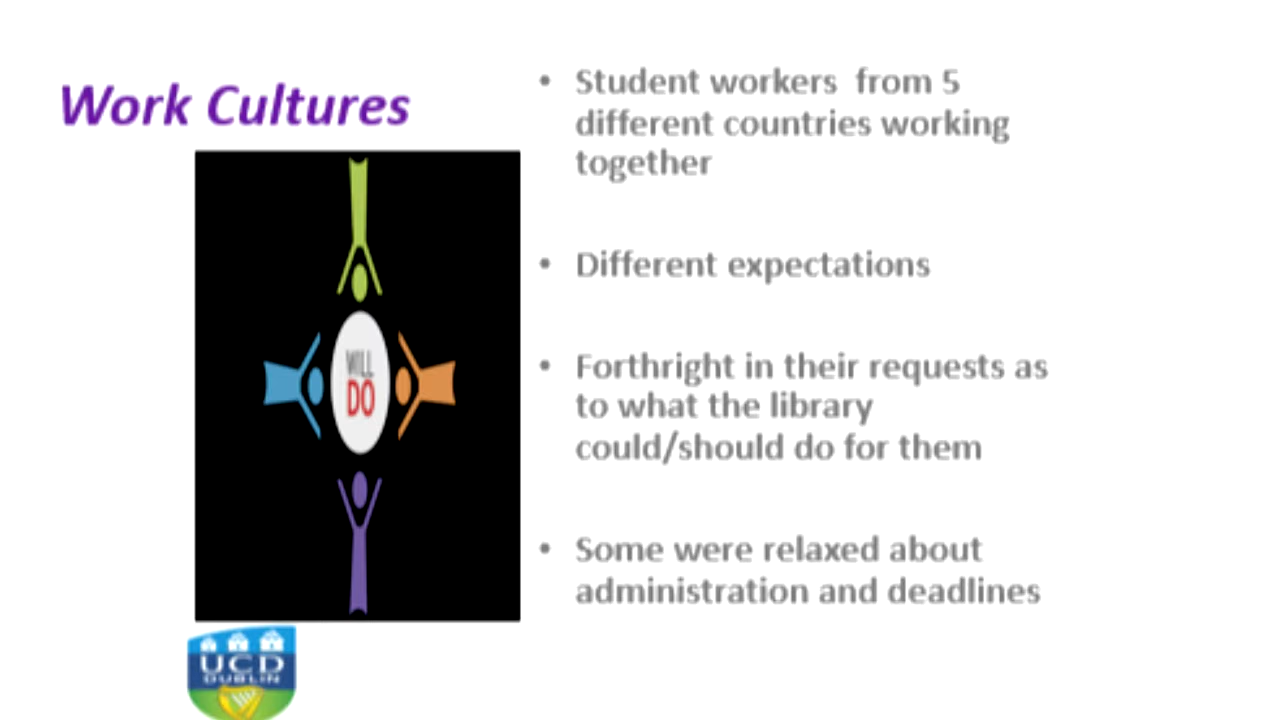 Work Cultures
• Student workers from 5
different countries working
together
• Different expectations
• Forthright in their requests as
to what the library
could/should do for them
• Some were relaxed about
administration and deadlines
WILL
DO
UCD
DUBLIN